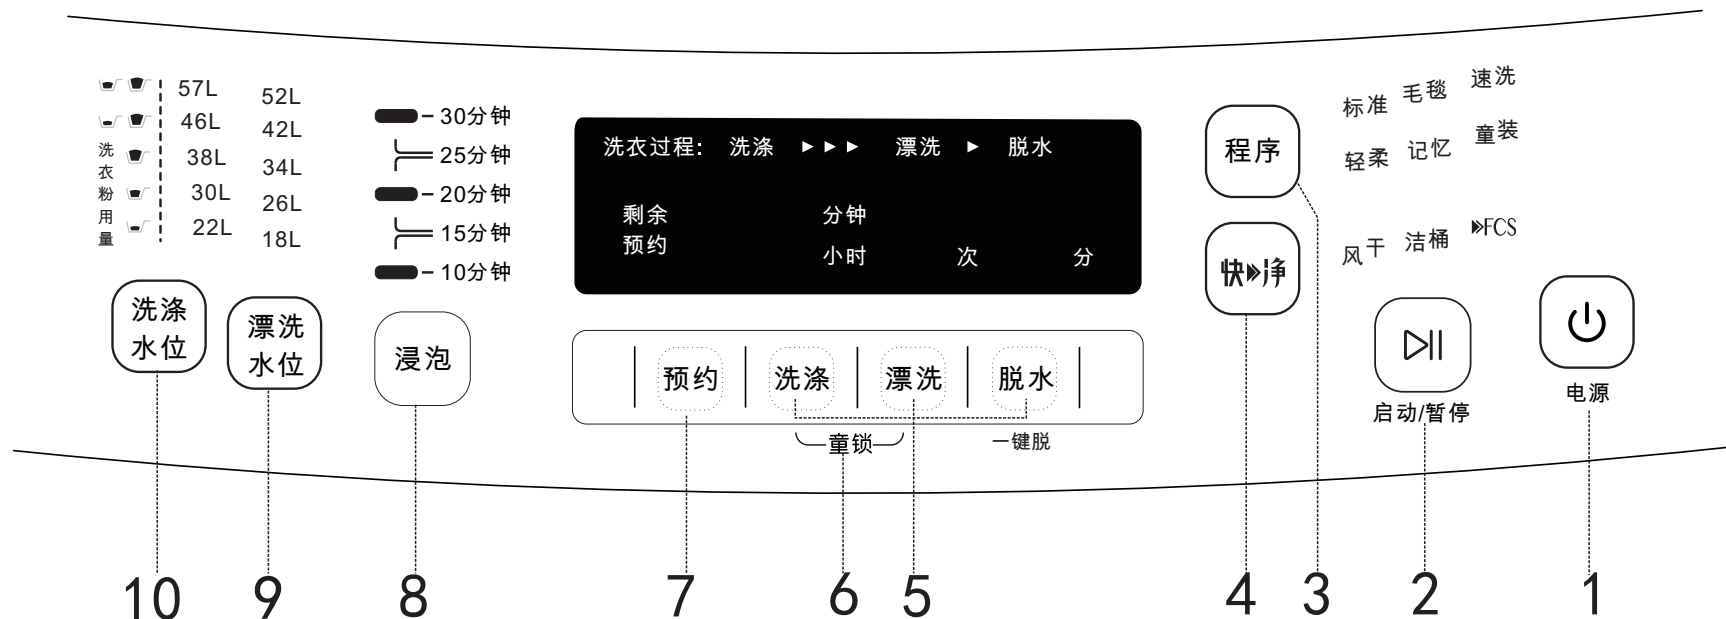 57L
46L
38L
30L
22L
52L
42L
34L
26L
18L
洗衣粉用量
洗涤
水位
漂洗
水位
30分钟
25分钟
20分钟
15分钟
10分钟
浸泡
洗衣过程: 洗涤 ▶▶▶ 漂洗 ▶ 脱水
剩余 分钟
预约 小时 次 分
预约 洗涤 漂洗 脱水
童锁 一键脱
程序
快净
标准 毛毯 速洗
轻柔 记忆 童装
风干 洁桶 FCS
启动/暂停
电源
10 9 8 7 6 5 4 3 2 1